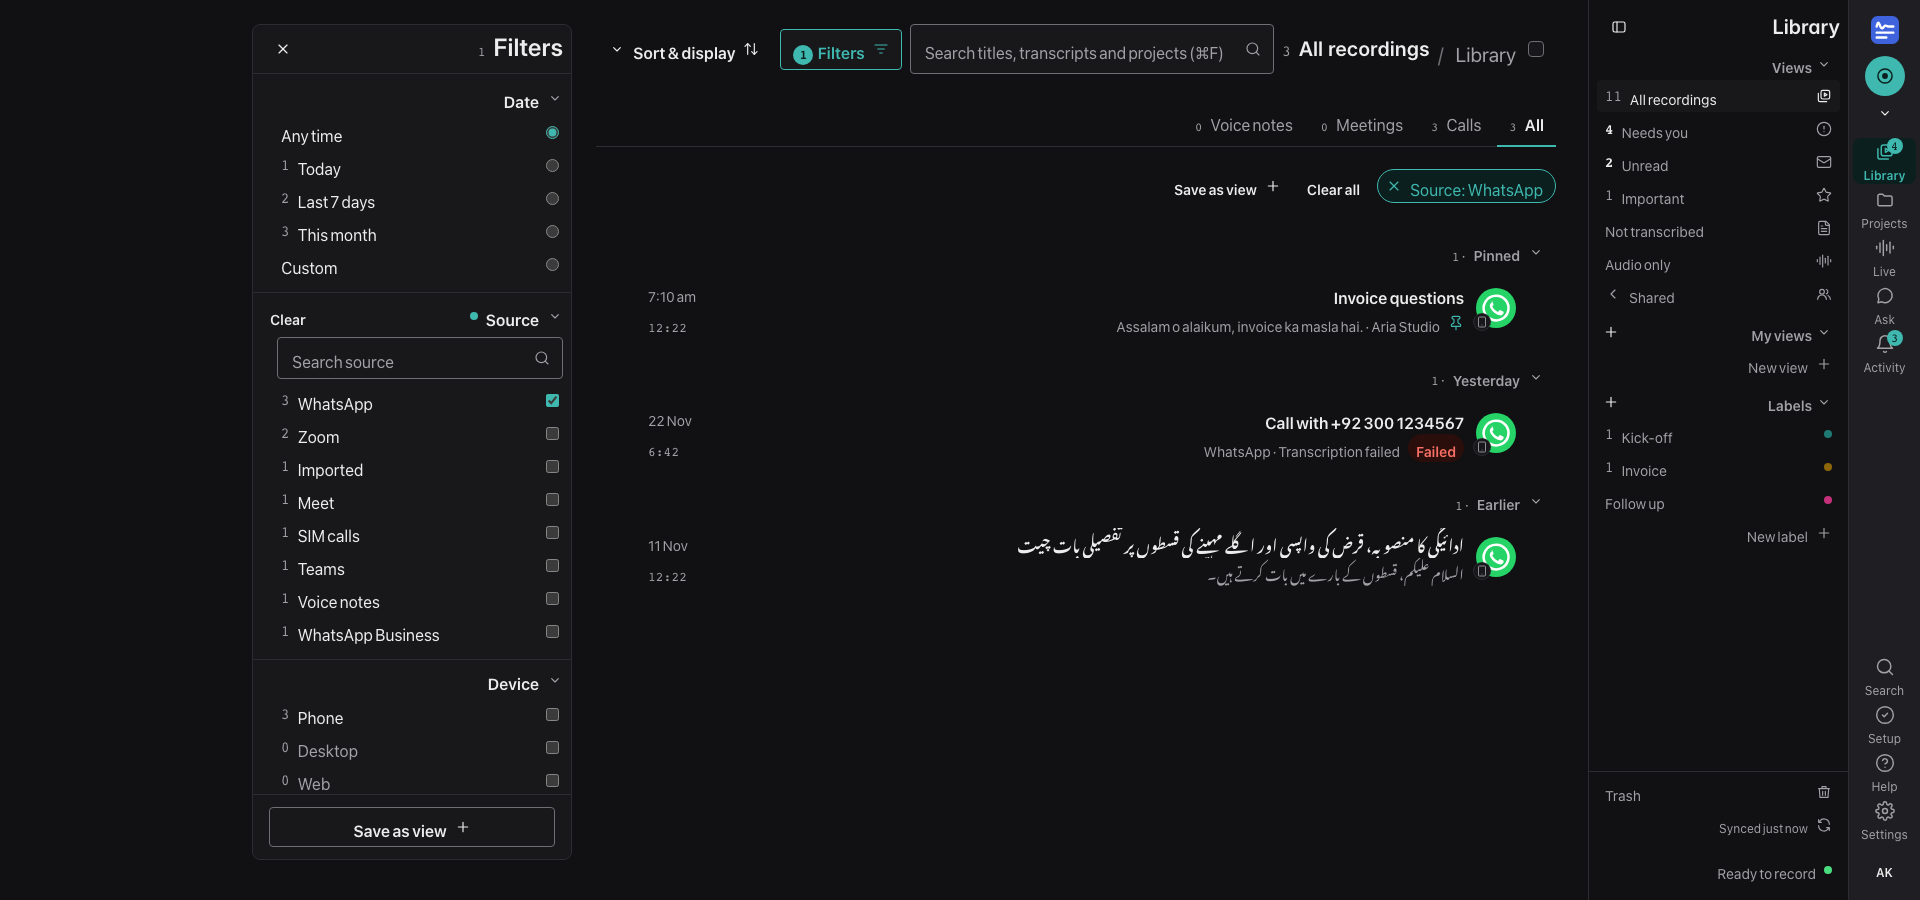 Library
Views
All recordings 11
Needs you 4
Unread 2
Important 1
Not transcribed
Audio only
Shared
My views
New view
Labels
Kick-off 1
Invoice 1
Follow up
New label
Trash
Synced just now
Ready to record
4
Library
Projects
Live
Ask
3
Activity
Search
Setup
Help
Settings
AK
Library / All recordings 3
Search titles, transcripts and projects (⌘F)
Filters 1
Sort & display
All 3
Calls 3
Meetings 0
Voice notes 0
Source: WhatsApp
Clear all
Save as view
Pinned · 1
Invoice questions
7:10 am
Assalam o alaikum, invoice ka masla hai. · Aria Studio
12:22
Yesterday · 1
Call with +92 300 1234567
22 Nov
WhatsApp · Transcription failed Failed
6:42
Earlier · 1
ادائیگی کا منصوبہ، قرض کی واپسی اور اگلے مہینے کی قسطوں پر تفصیلی بات چیت
11 Nov
السلام علیکم، قسطوں کے بارے میں بات کرتے ہیں۔
12:22
Filters 1
Date
Any time
Today 1
Last 7 days 2
This month 3
Custom
Source
Clear
Search source
WhatsApp 3
Zoom 2
Imported 1
Meet 1
SIM calls 1
Teams 1
Voice notes 1
WhatsApp Business 1
Device
Phone 3
Desktop 0
Web 0
Save as view